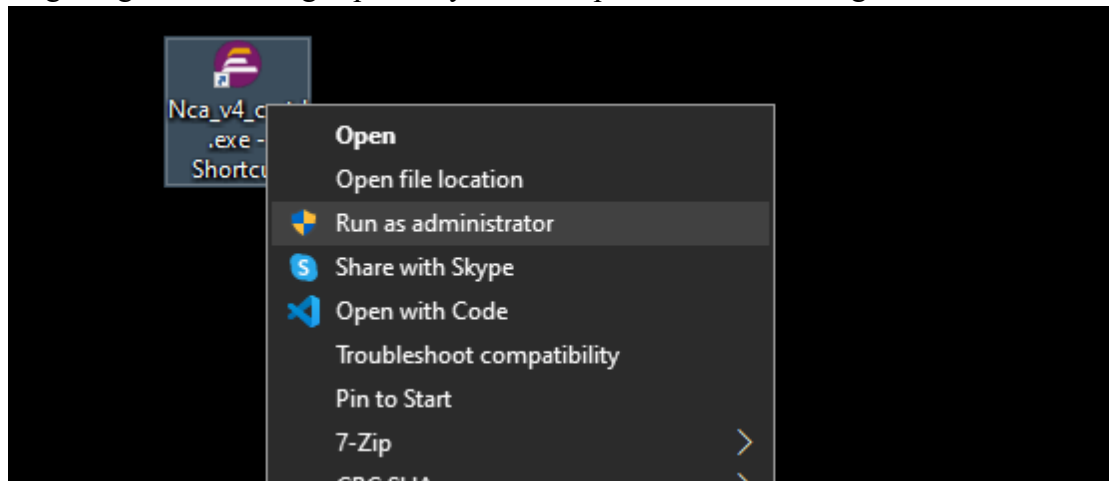 Nca_v4_c
.exe -
Shortcu
Open
Open file location
Run as administrator
Share with Skype
Open with Code
Troubleshoot compatibility
Pin to Start
7-Zip